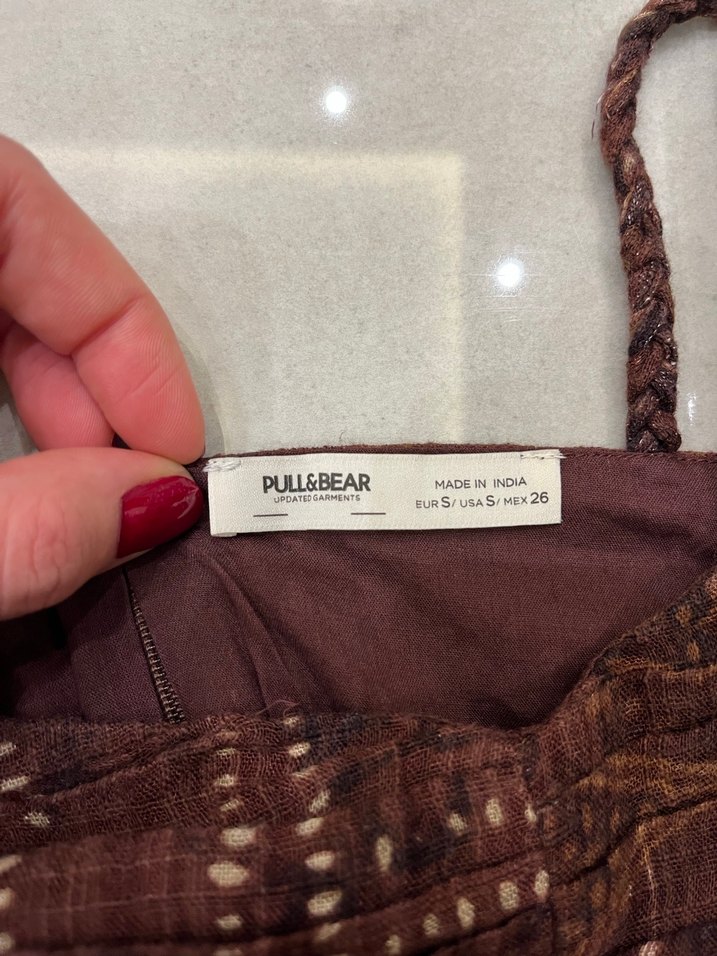 PULL&BEAR
UPDATED GARMENTS
MADE IN INDIA
EUR S/ USA S/ MEX 26